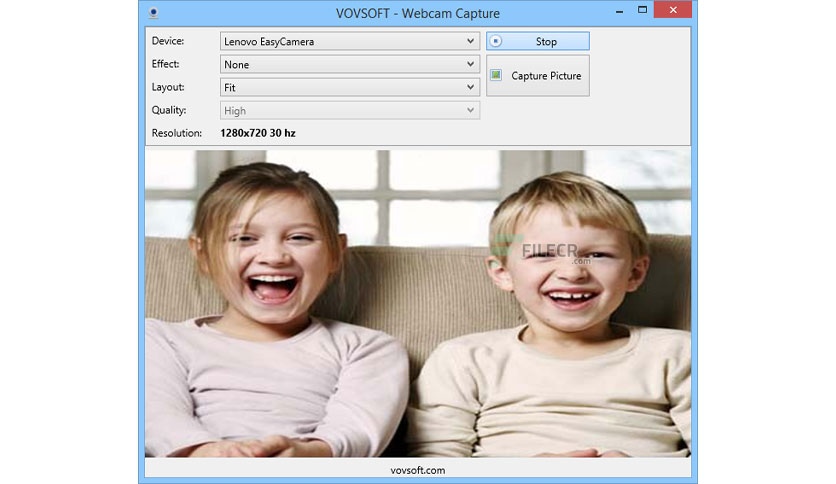 VOVSOFT - Webcam Capture
Device: Lenovo EasyCamera Stop
Effect: None
Capture Picture
Layout: Fit
Quality: High
Resolution: 1280x720 30 hz
FILECR
.com
vovsoft.com